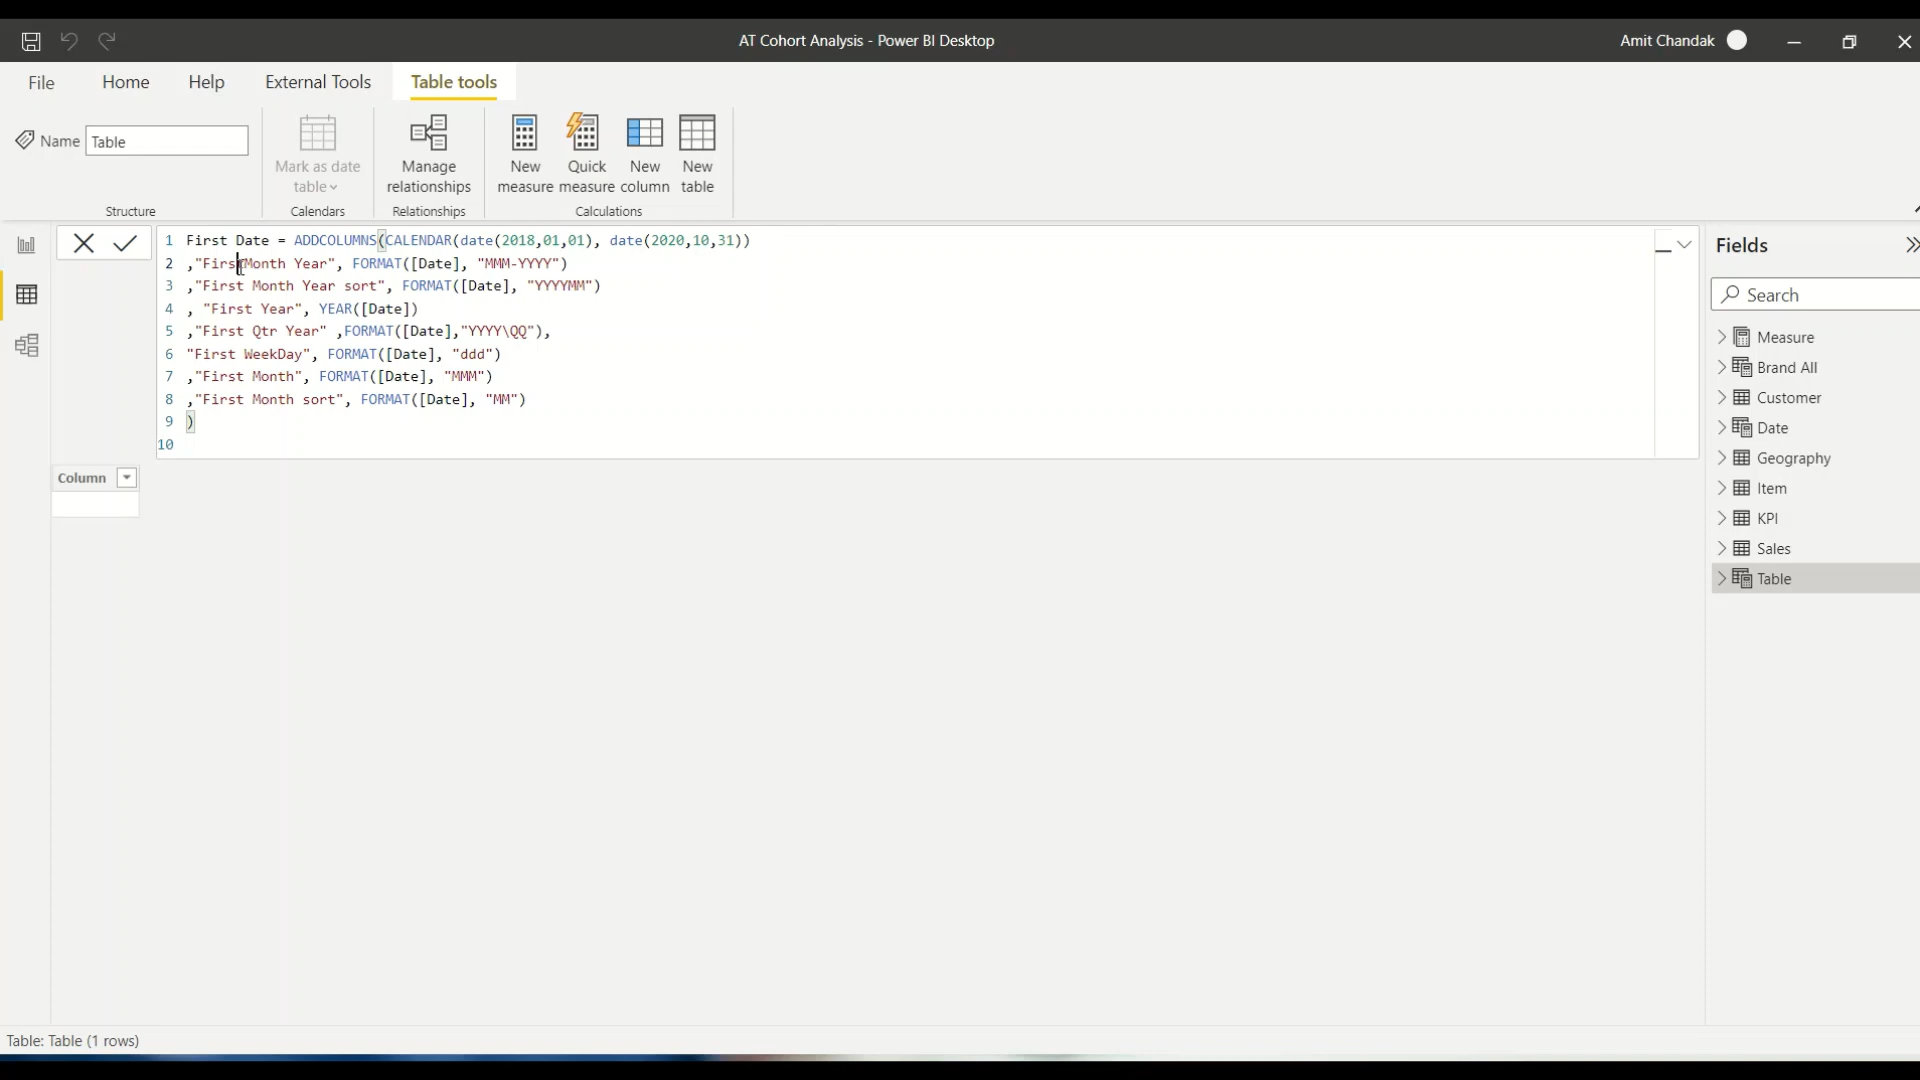 AT Cohort Analysis - Power BI Desktop
Amit Chandak
File
Home
Help
External Tools
Table tools
Name
Table
Mark as date
table
Manage
relationships
New
measure
Quick
measure
New
column
New
table
Structure
Calendars
Relationships
Calculations
1 First Date = ADDCOLUMNS(CALENDAR(date(2018,01,01), date(2020,10,31))
2 ,"First Month Year", FORMAT([Date], "MMM-YYYY")
3 ,"First Month Year sort", FORMAT([Date], "YYYYMM")
4 , "First Year", YEAR([Date])
5 ,"First Qtr Year" ,FORMAT([Date],"YYYY\QQ"),
6 "First WeekDay", FORMAT([Date], "ddd")
7 ,"First Month", FORMAT([Date], "MMM")
8 ,"First Month sort", FORMAT([Date], "MM")
9 )
10
Column
Fields
Search
Measure
Brand All
Customer
Date
Geography
Item
KPI
Sales
Table
Table: Table (1 rows)